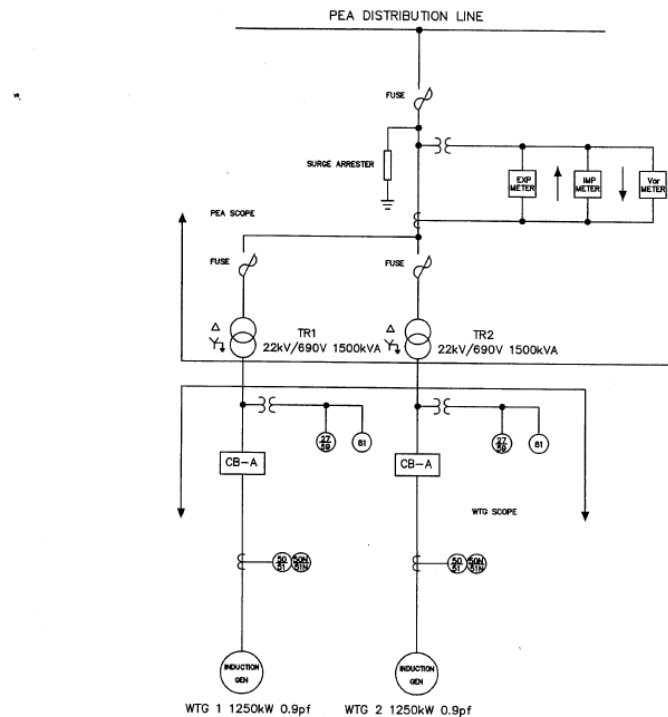 PEA DISTRIBUTION LINE
FUSE
SURGE ARRESTER
EXP
METER
IMP
METER
Var
METER
PEA SCOPE
FUSE
FUSE
TR1
22kV/690V 1500kVA
TR2
22kV/690V 1500kVA
27
59
81
27
59
81
CB-A
CB-A
WTG SCOPE
50
51
50N
51N
50
51
50N
51N
INDUCTION
GEN
INDUCTION
GEN
WTG 1 1250kW 0.9pf
WTG 2 1250kW 0.9pf